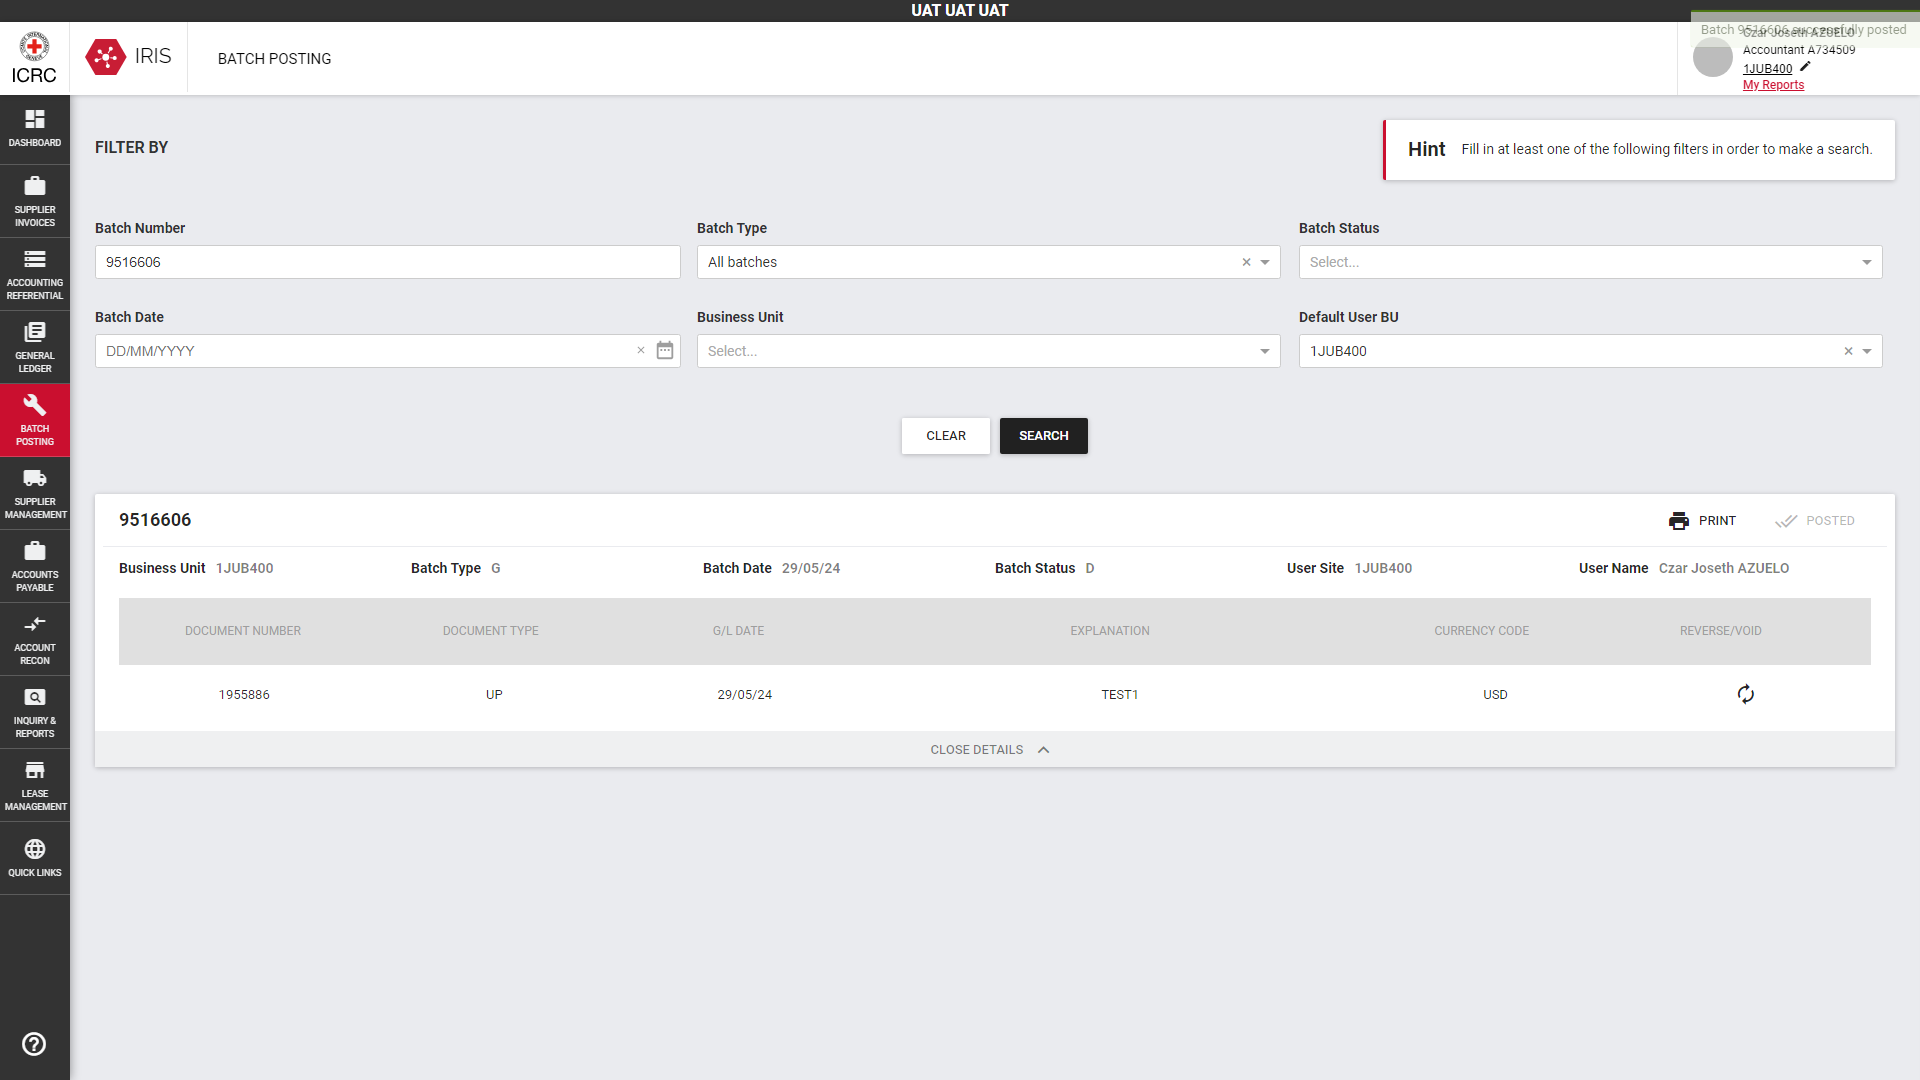 UAT UAT UAT
ICRC
IRIS
BATCH POSTING
Batch 9516606 successfully posted
Czar Joseth AZUELO
Accountant A734509
1JUB400
My Reports
DASHBOARD
SUPPLIER
INVOICES
ACCOUNTING
REFERENTIAL
GENERAL
LEDGER
BATCH
POSTING
SUPPLIER
MANAGEMENT
ACCOUNTS
PAYABLE
ACCOUNT
RECON
INQUIRY &
REPORTS
LEASE
MANAGEMENT
QUICK LINKS
FILTER BY
Hint Fill in at least one of the following filters in order to make a search.
Batch Number Batch Type Batch Status
9516606 All batches Select...
Batch Date Business Unit Default User BU
DD/MM/YYYY Select... 1JUB400
CLEAR SEARCH
9516606 PRINT POSTED
Business Unit 1JUB400 Batch Type G Batch Date 29/05/24 Batch Status D User Site 1JUB400 User Name Czar Joseth AZUELO
DOCUMENT NUMBER DOCUMENT TYPE G/L DATE EXPLANATION CURRENCY CODE REVERSE/VOID
1955886 UP 29/05/24 TEST1 USD
CLOSE DETAILS